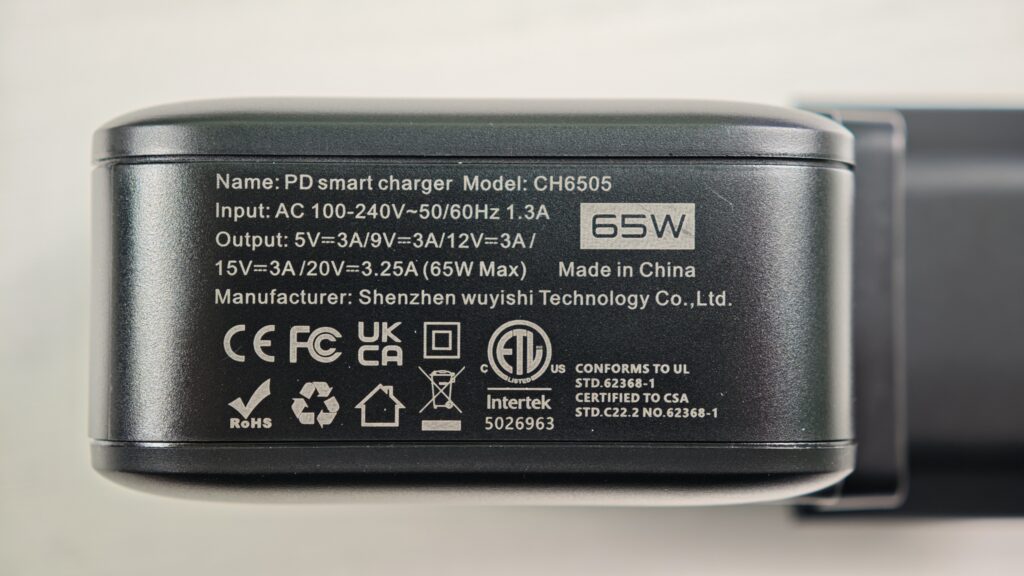 Name: PD smart charger Model: CH6505
Input: AC 100-240V~50/60Hz 1.3A
65W
Output: 5V⎓3A/9V⎓3A/12V⎓3A/
15V⎓3A/20V⎓3.25A (65W Max) Made in China
Manufacturer: Shenzhen wuyishi Technology Co.,Ltd.
CE FC UK
CA
ETL
LISTED
C US
Intertek
5026963
CONFORMS TO UL
STD.62368-1
CERTIFIED TO CSA
STD.C22.2 NO.62368-1
RoHS